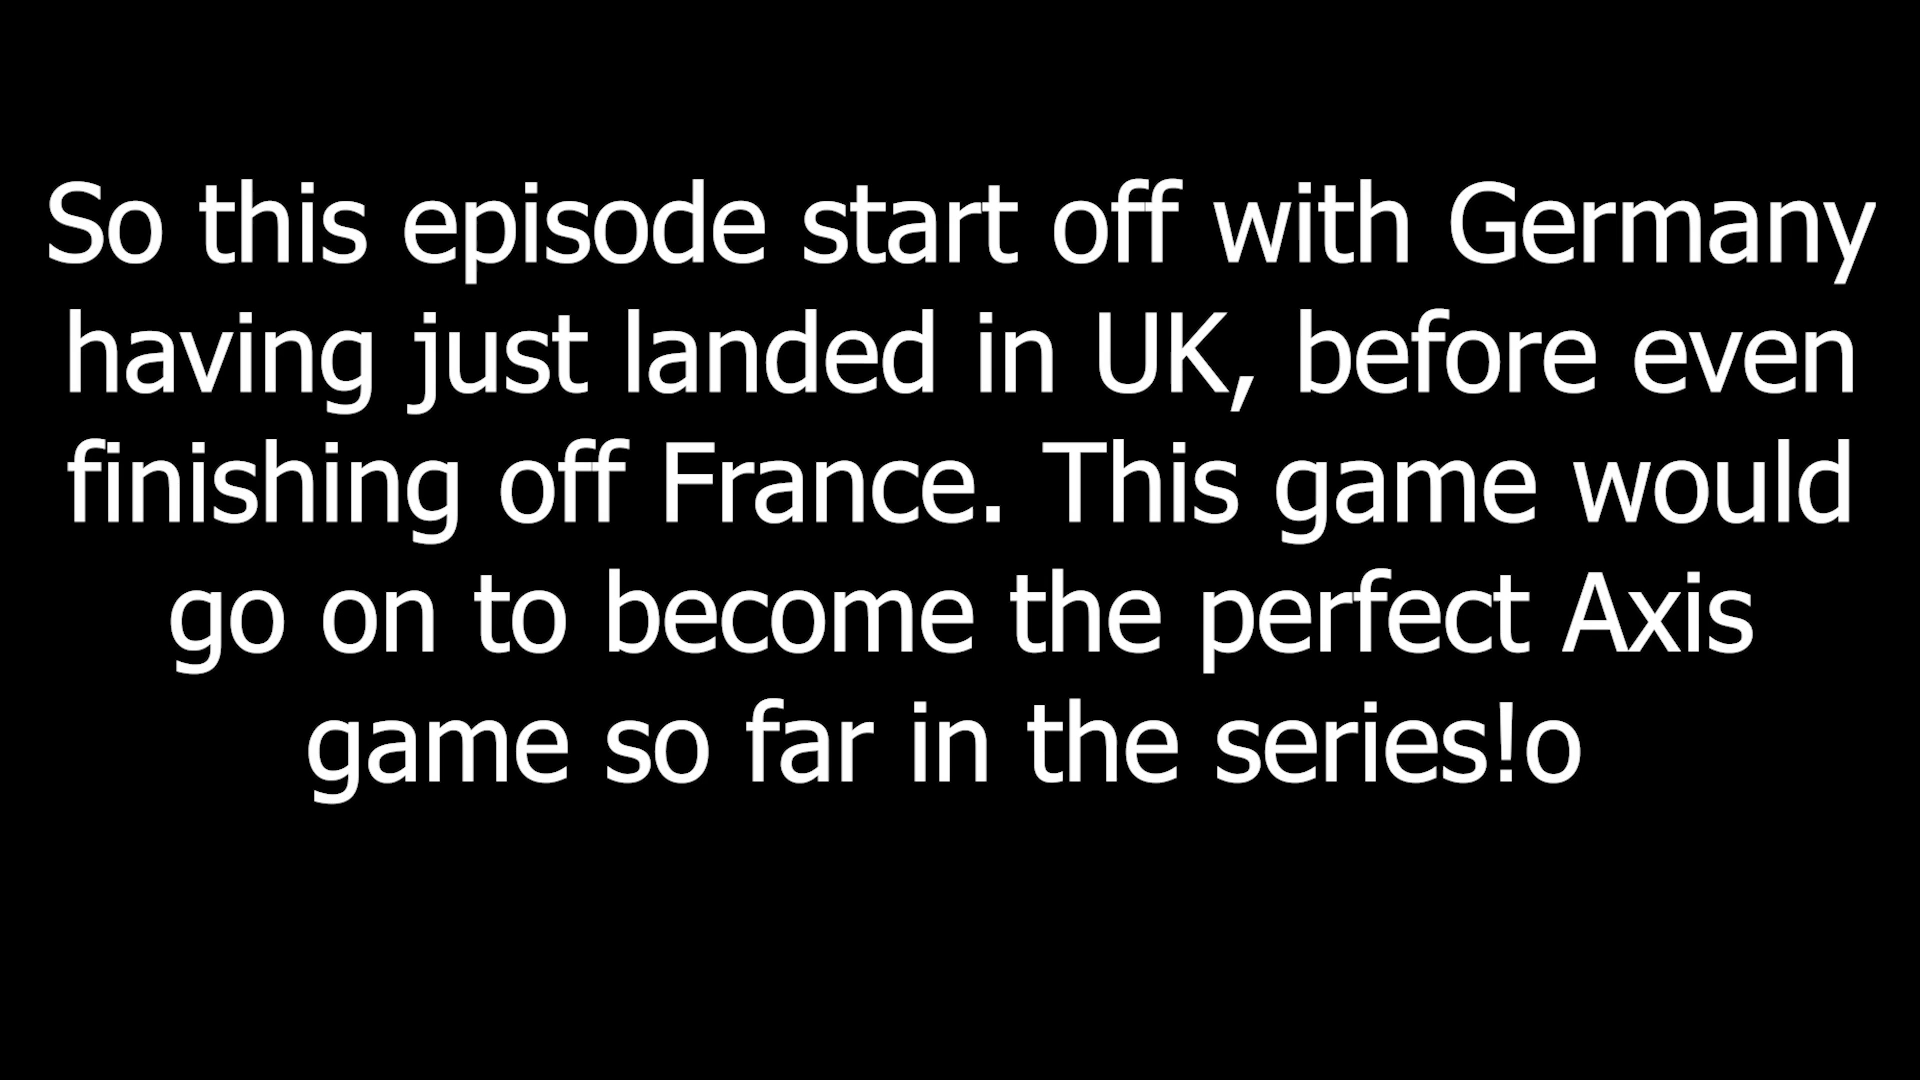 So this episode start off with Germany
having just landed in UK, before even
finishing off France. This game would
go on to become the perfect Axis
game so far in the series!o